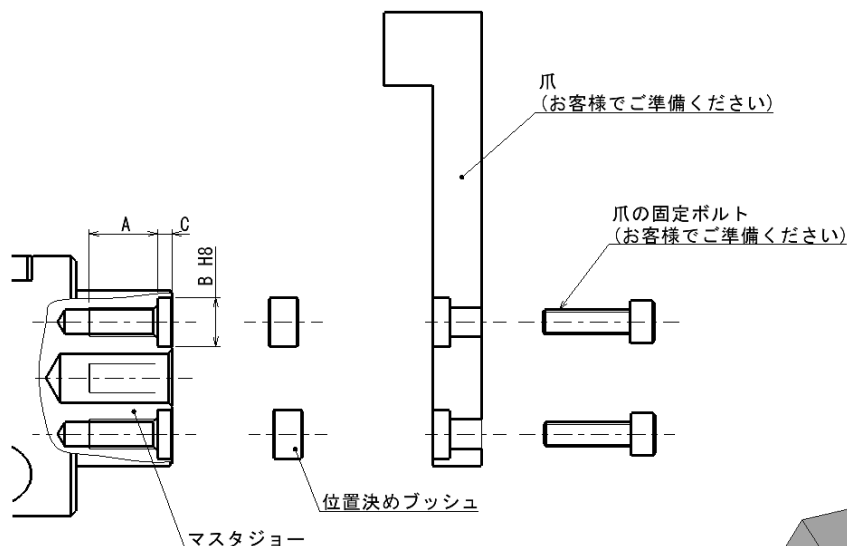 爪
(お客様でご準備ください)
爪の固定ボルト
(お客様でご準備ください)
A
C
B H8
位置決めブッシュ
マスタジョー